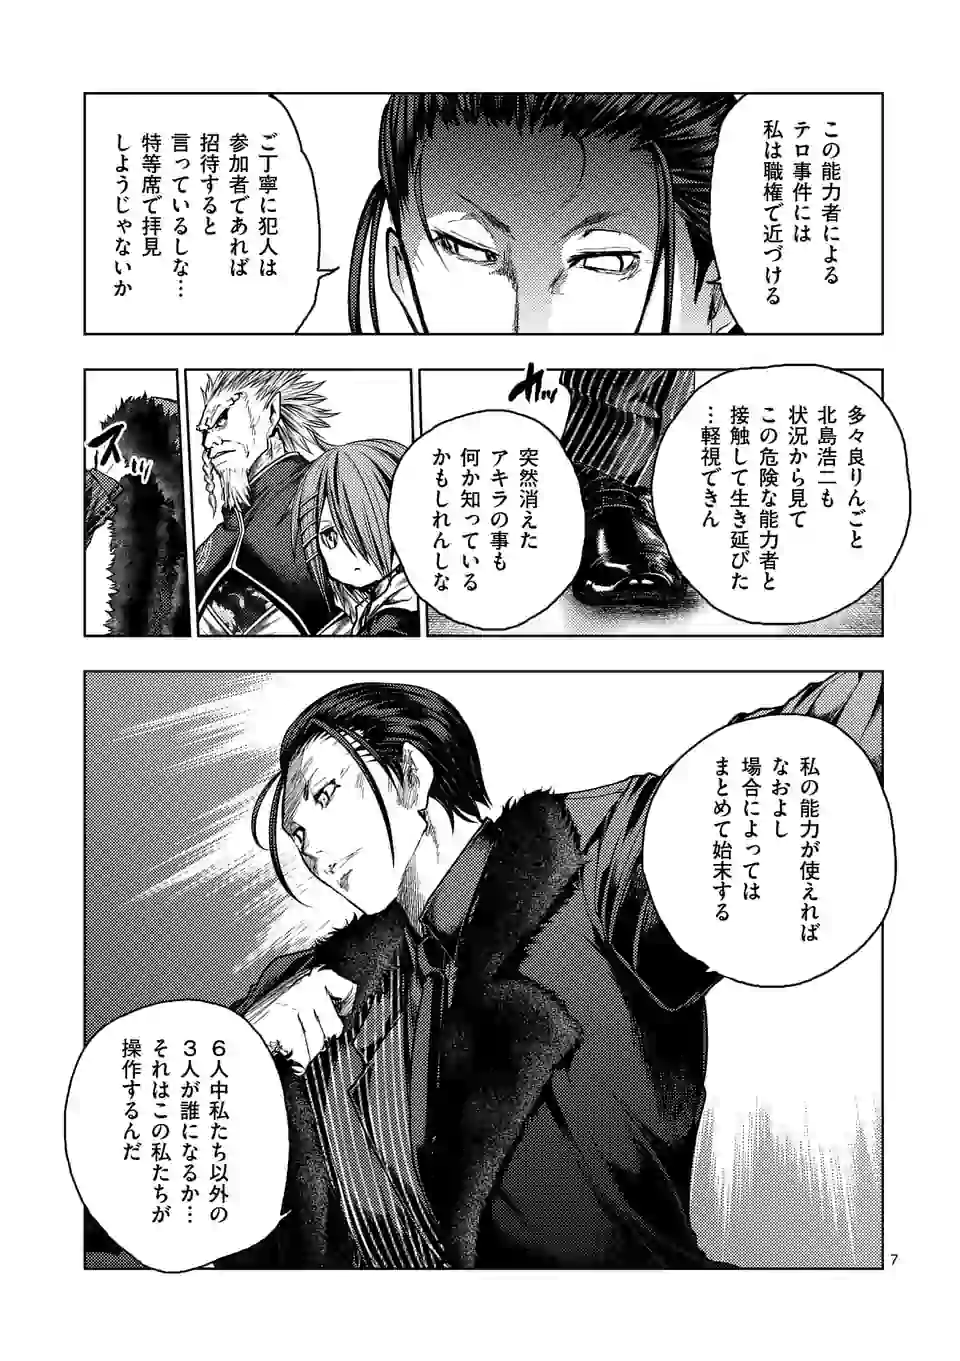 この能力者による
テロ事件には
私は職権で近づける
ご丁寧に犯人は
参加者であれば
招待すると
言っているしな…
特等席で拝見
しようじゃないか
多々良りんごと
北島浩二も
状況から見て
この危険な能力者と
接触して生き延びた
…軽視できん
カッ
突然消えた
アキラの事も
何か知っている
かもしれんしな
スッ
私の能力が使えれば
なおよし
場合によっては
まとめて始末する
6人中私たち以外の
3人が誰になるか…
それはこの私たちが
操作するんだ
7